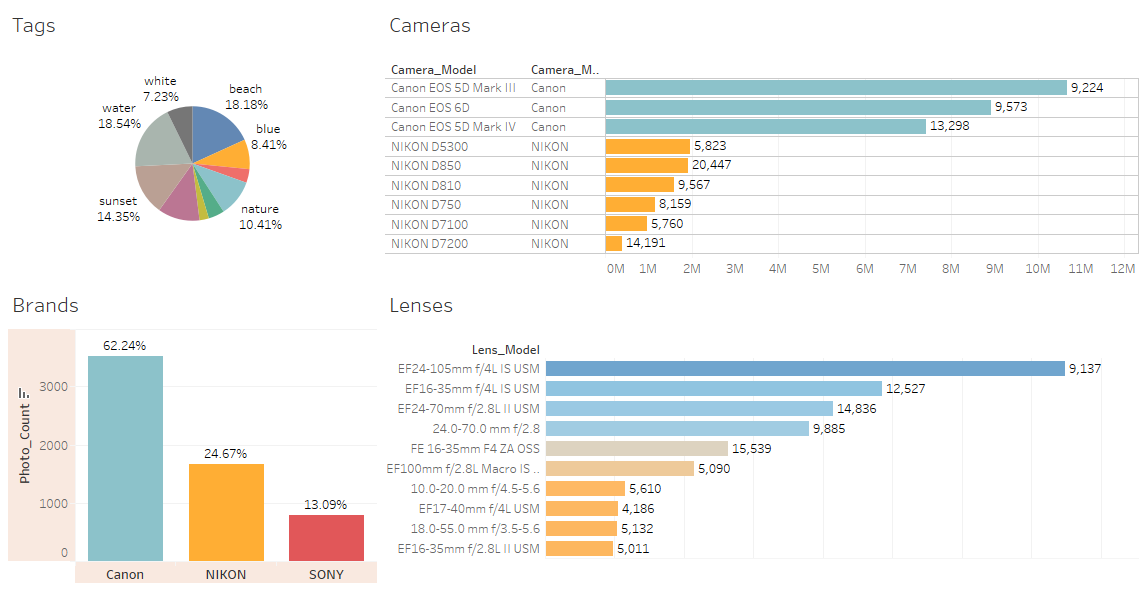 Tags
white
7.23%
beach
18.18%
water
18.54%
blue
8.41%
sunset
14.35%
nature
10.41%
Cameras
Camera_Model Camera_M..
Canon EOS 5D Mark III Canon 9,224
Canon EOS 6D Canon 9,573
Canon EOS 5D Mark IV Canon 13,298
NIKON D5300 NIKON 5,823
NIKON D850 NIKON 20,447
NIKON D810 NIKON 9,567
NIKON D750 NIKON 8,159
NIKON D7100 NIKON 5,760
NIKON D7200 NIKON 14,191
0M 1M 2M 3M 4M 5M 6M 7M 8M 9M 10M 11M 12M
Brands
Photo_Count
3000
2000
1000
0
62.24%
24.67%
13.09%
Canon NIKON SONY
Lenses
Lens_Model
EF24-105mm f/4L IS USM 9,137
EF16-35mm f/4L IS USM 12,527
EF24-70mm f/2.8L II USM 14,836
24.0-70.0 mm f/2.8 9,885
FE 16-35mm F4 ZA OSS 15,539
EF100mm f/2.8L Macro IS .. 5,090
10.0-20.0 mm f/4.5-5.6 5,610
EF17-40mm f/4L USM 4,186
18.0-55.0 mm f/3.5-5.6 5,132
EF16-35mm f/2.8L II USM 5,011